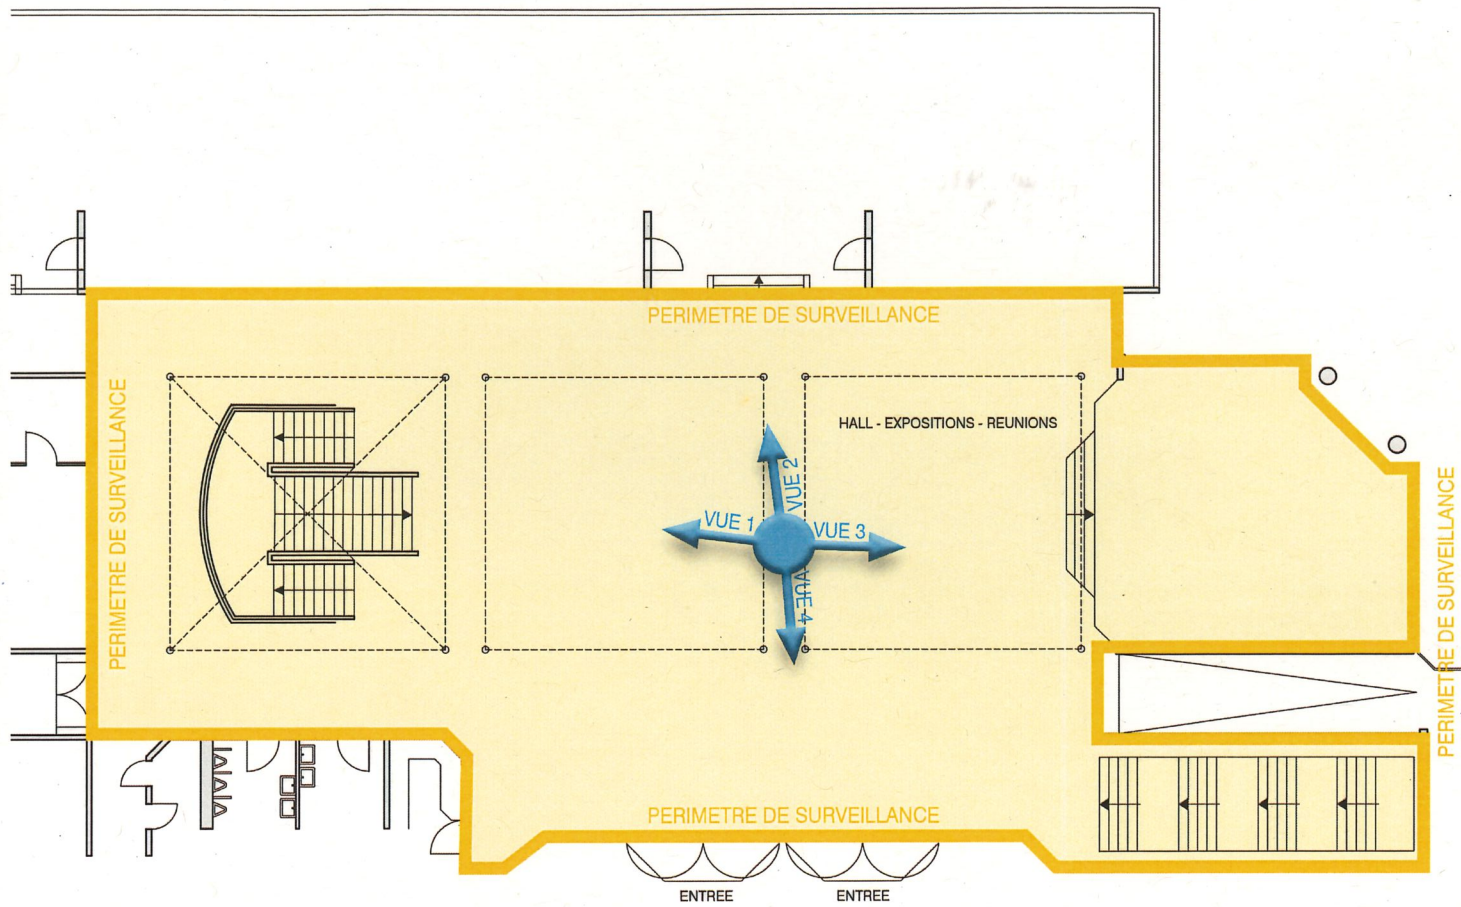 PERIMETRE DE SURVEILLANCE
PERIMETRE DE SURVEILLANCE
HALL - EXPOSITIONS - REUNIONS
VUE 2
VUE 1
VUE 3
VUE 4
PERIMETRE DE SURVEILLANCE
PERIMETRE DE SURVEILLANCE
ENTREE
ENTREE